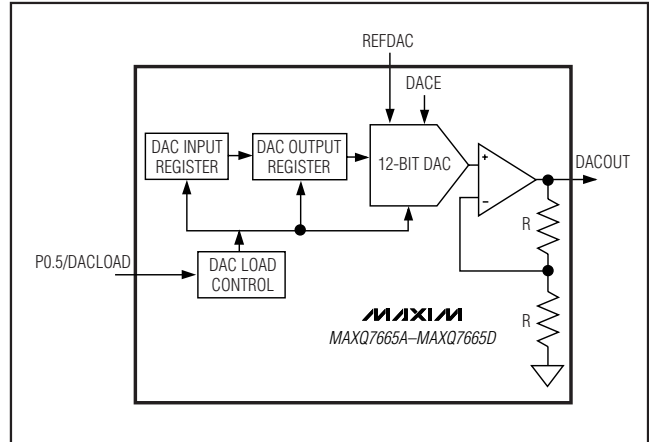 REFDAC
DACE
DAC INPUT
REGISTER
DAC OUTPUT
REGISTER
12-BIT DAC
+
−
DACOUT
R
P0.5/DACLOAD
DAC LOAD
CONTROL
R
MAXIM
MAXQ7665A–MAXQ7665D